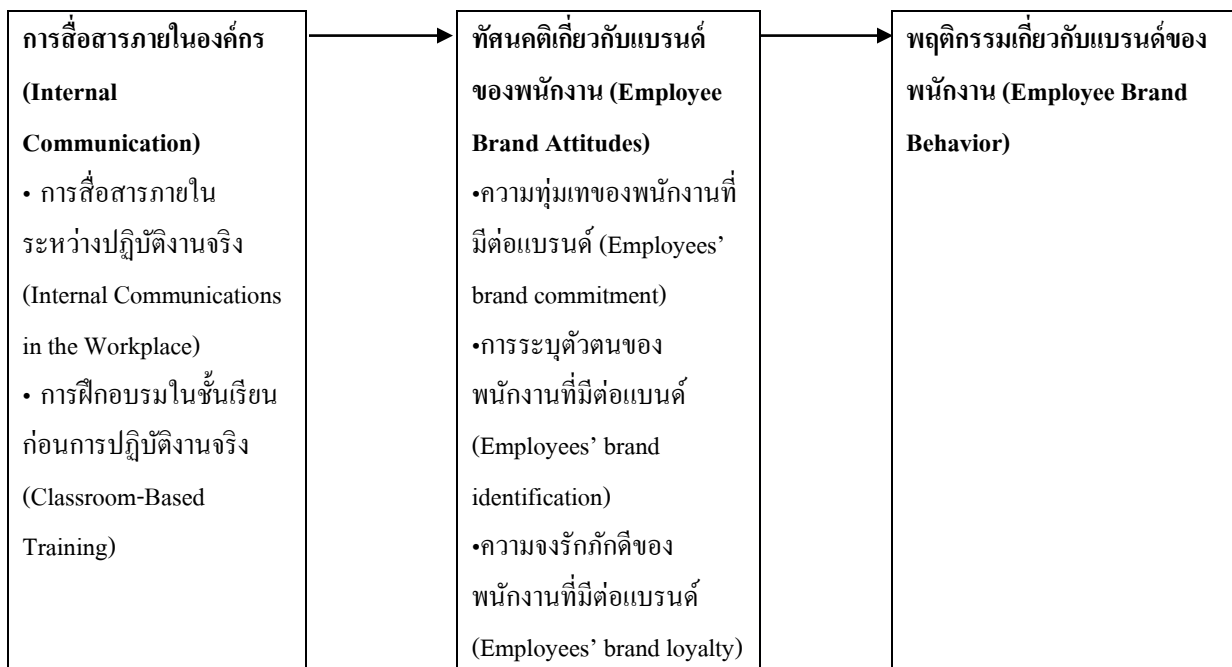 การสื่อสารภายในองค์กร
(Internal
Communication)
• การสื่อสารภายใน
ระหว่างปฏิบัติงานจริง
(Internal Communications
in the Workplace)
• การฝึกอบรมในชั้นเรียน
ก่อนการปฏิบัติงานจริง
(Classroom-Based
Training)
ทัศนคติเกี่ยวกับแบรนด์
ของพนักงาน (Employee
Brand Attitudes)
•ความทุ่มเทของพนักงานที่
มีต่อแบรนด์ (Employees’
brand commitment)
•การระบุตัวตนของ
พนักงานที่มีต่อแบนด์
(Employees’ brand
identification)
•ความจงรักภักดีของ
พนักงานที่มีต่อแบรนด์
(Employees’ brand loyalty)
พฤติกรรมเกี่ยวกับแบรนด์ของ
พนักงาน (Employee Brand
Behavior)